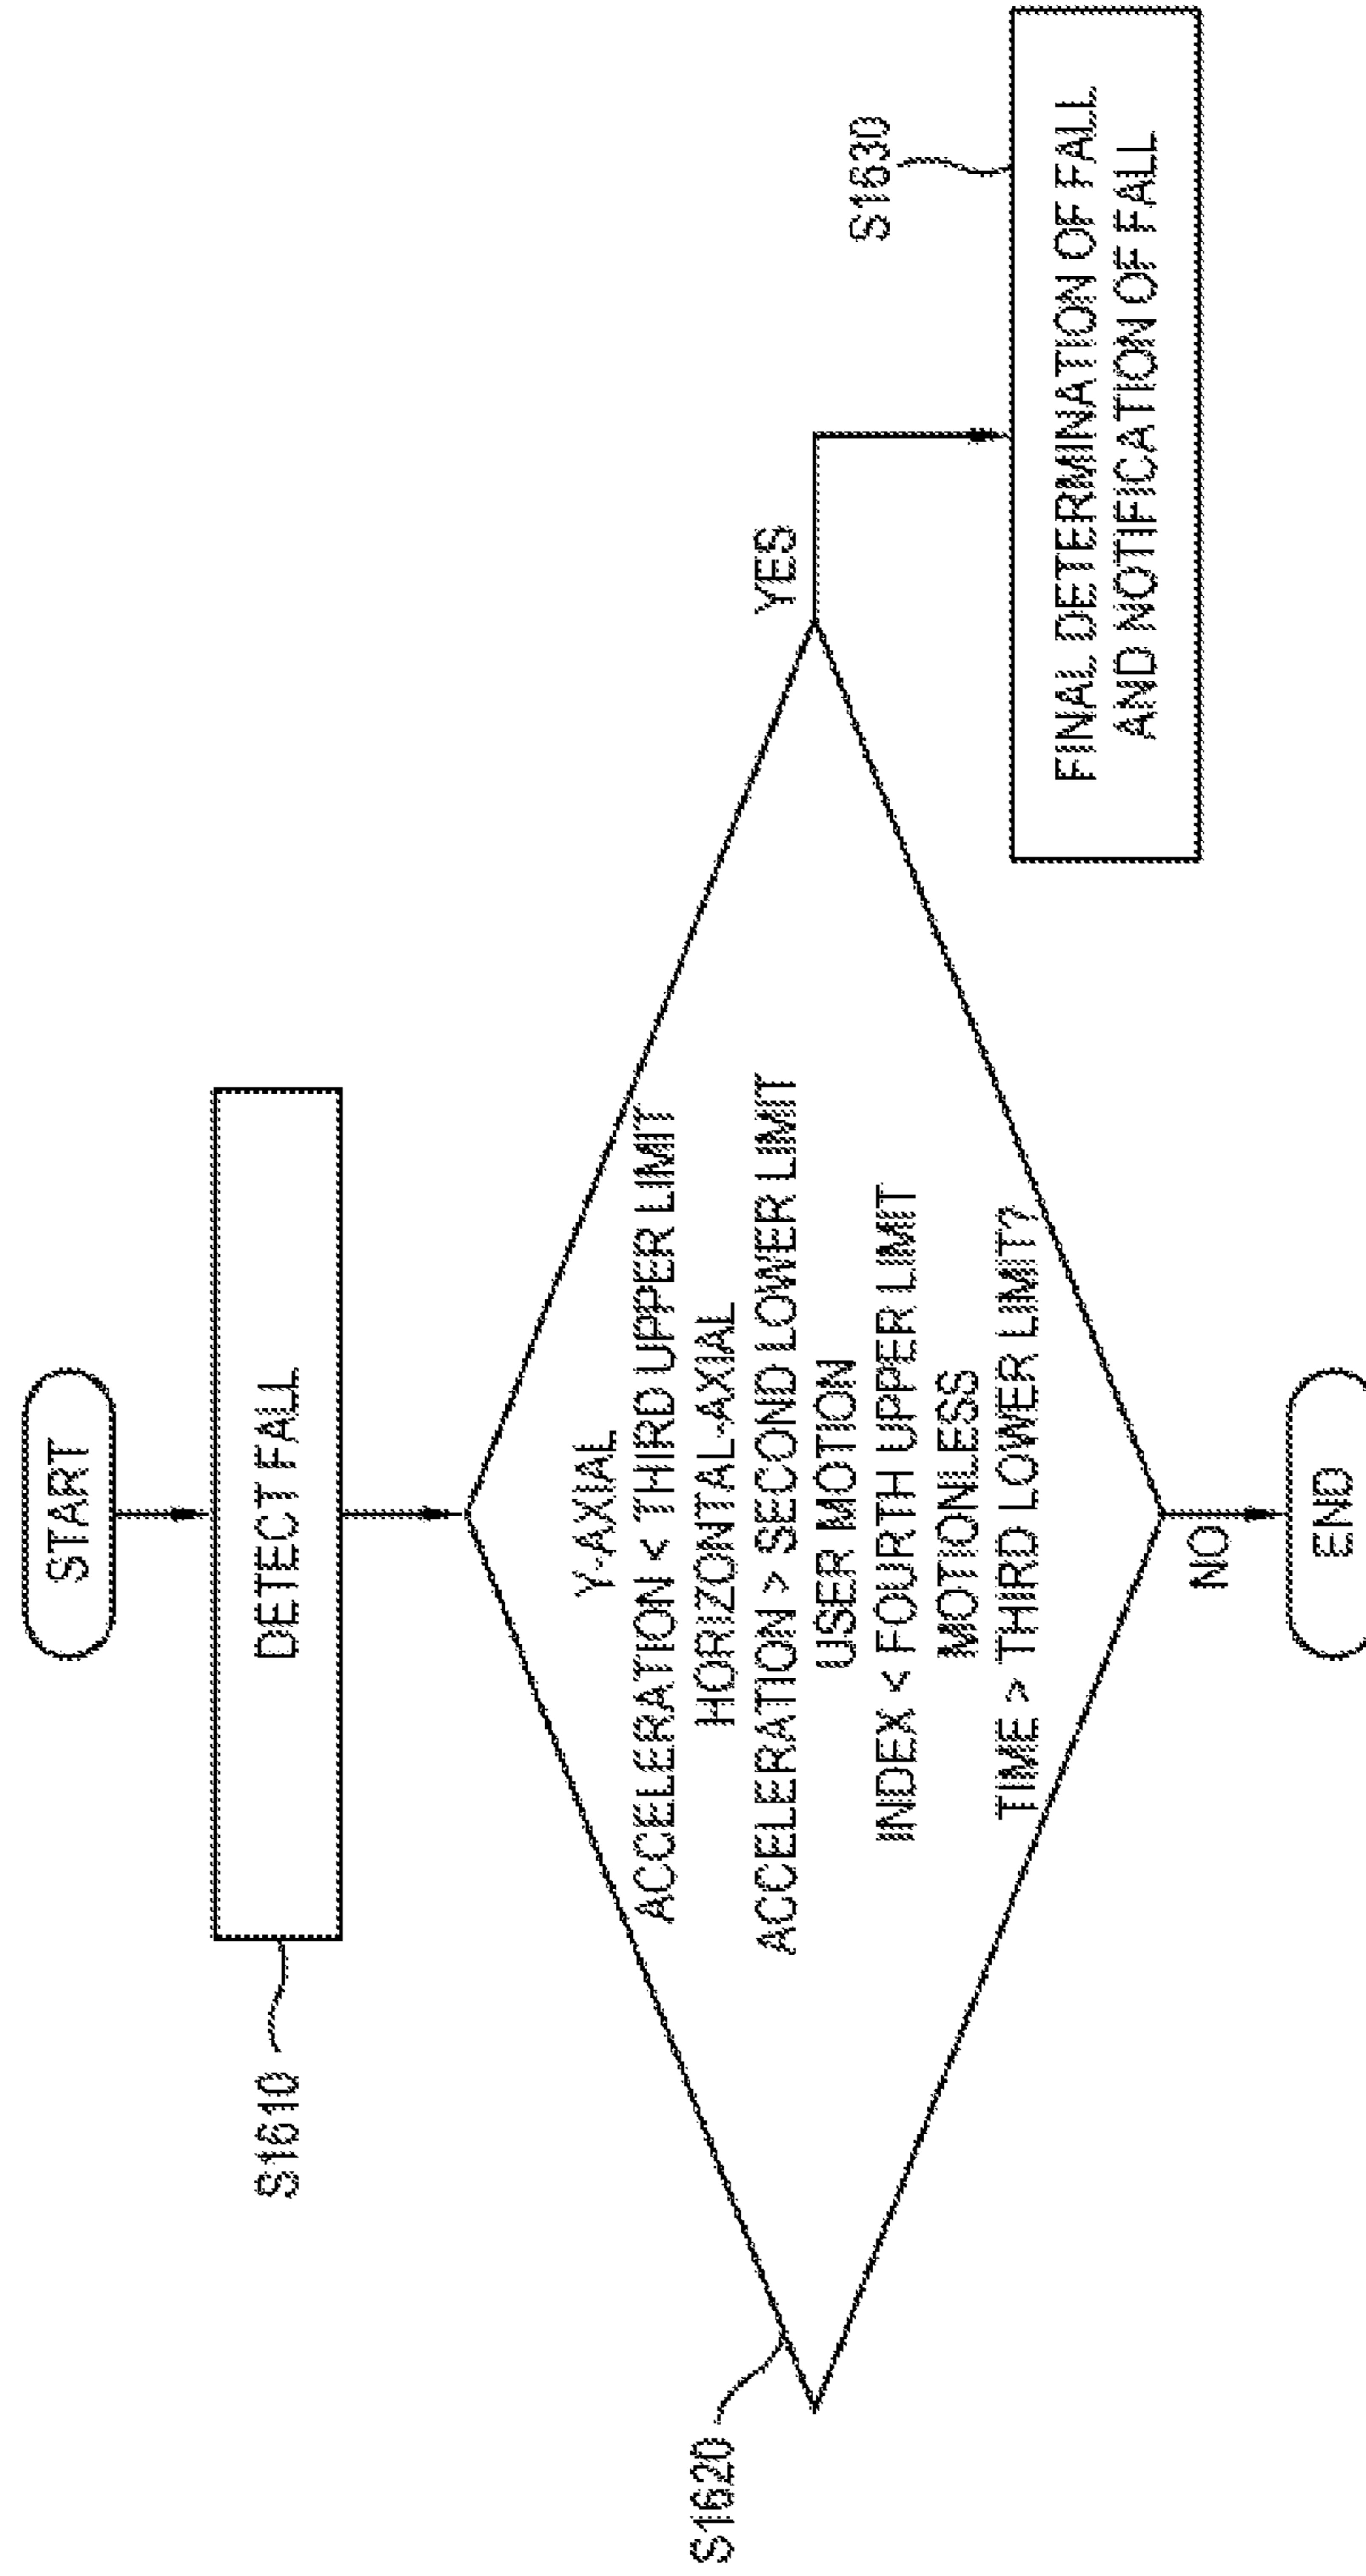 START
DETECT FALL
S1610
Y-AXIAL
ACCELERATION < THIRD UPPER LIMIT
HORIZONTAL-AXIAL
ACCELERATION > SECOND LOWER LIMIT
USER MOTION
INDEX < FOURTH UPPER LIMIT
MOTIONLESS
TIME > THIRD LOWER LIMIT?
S1620
YES
S1630
FINAL DETERMINATION OF FALL
AND NOTIFICATION OF FALL
NO
END